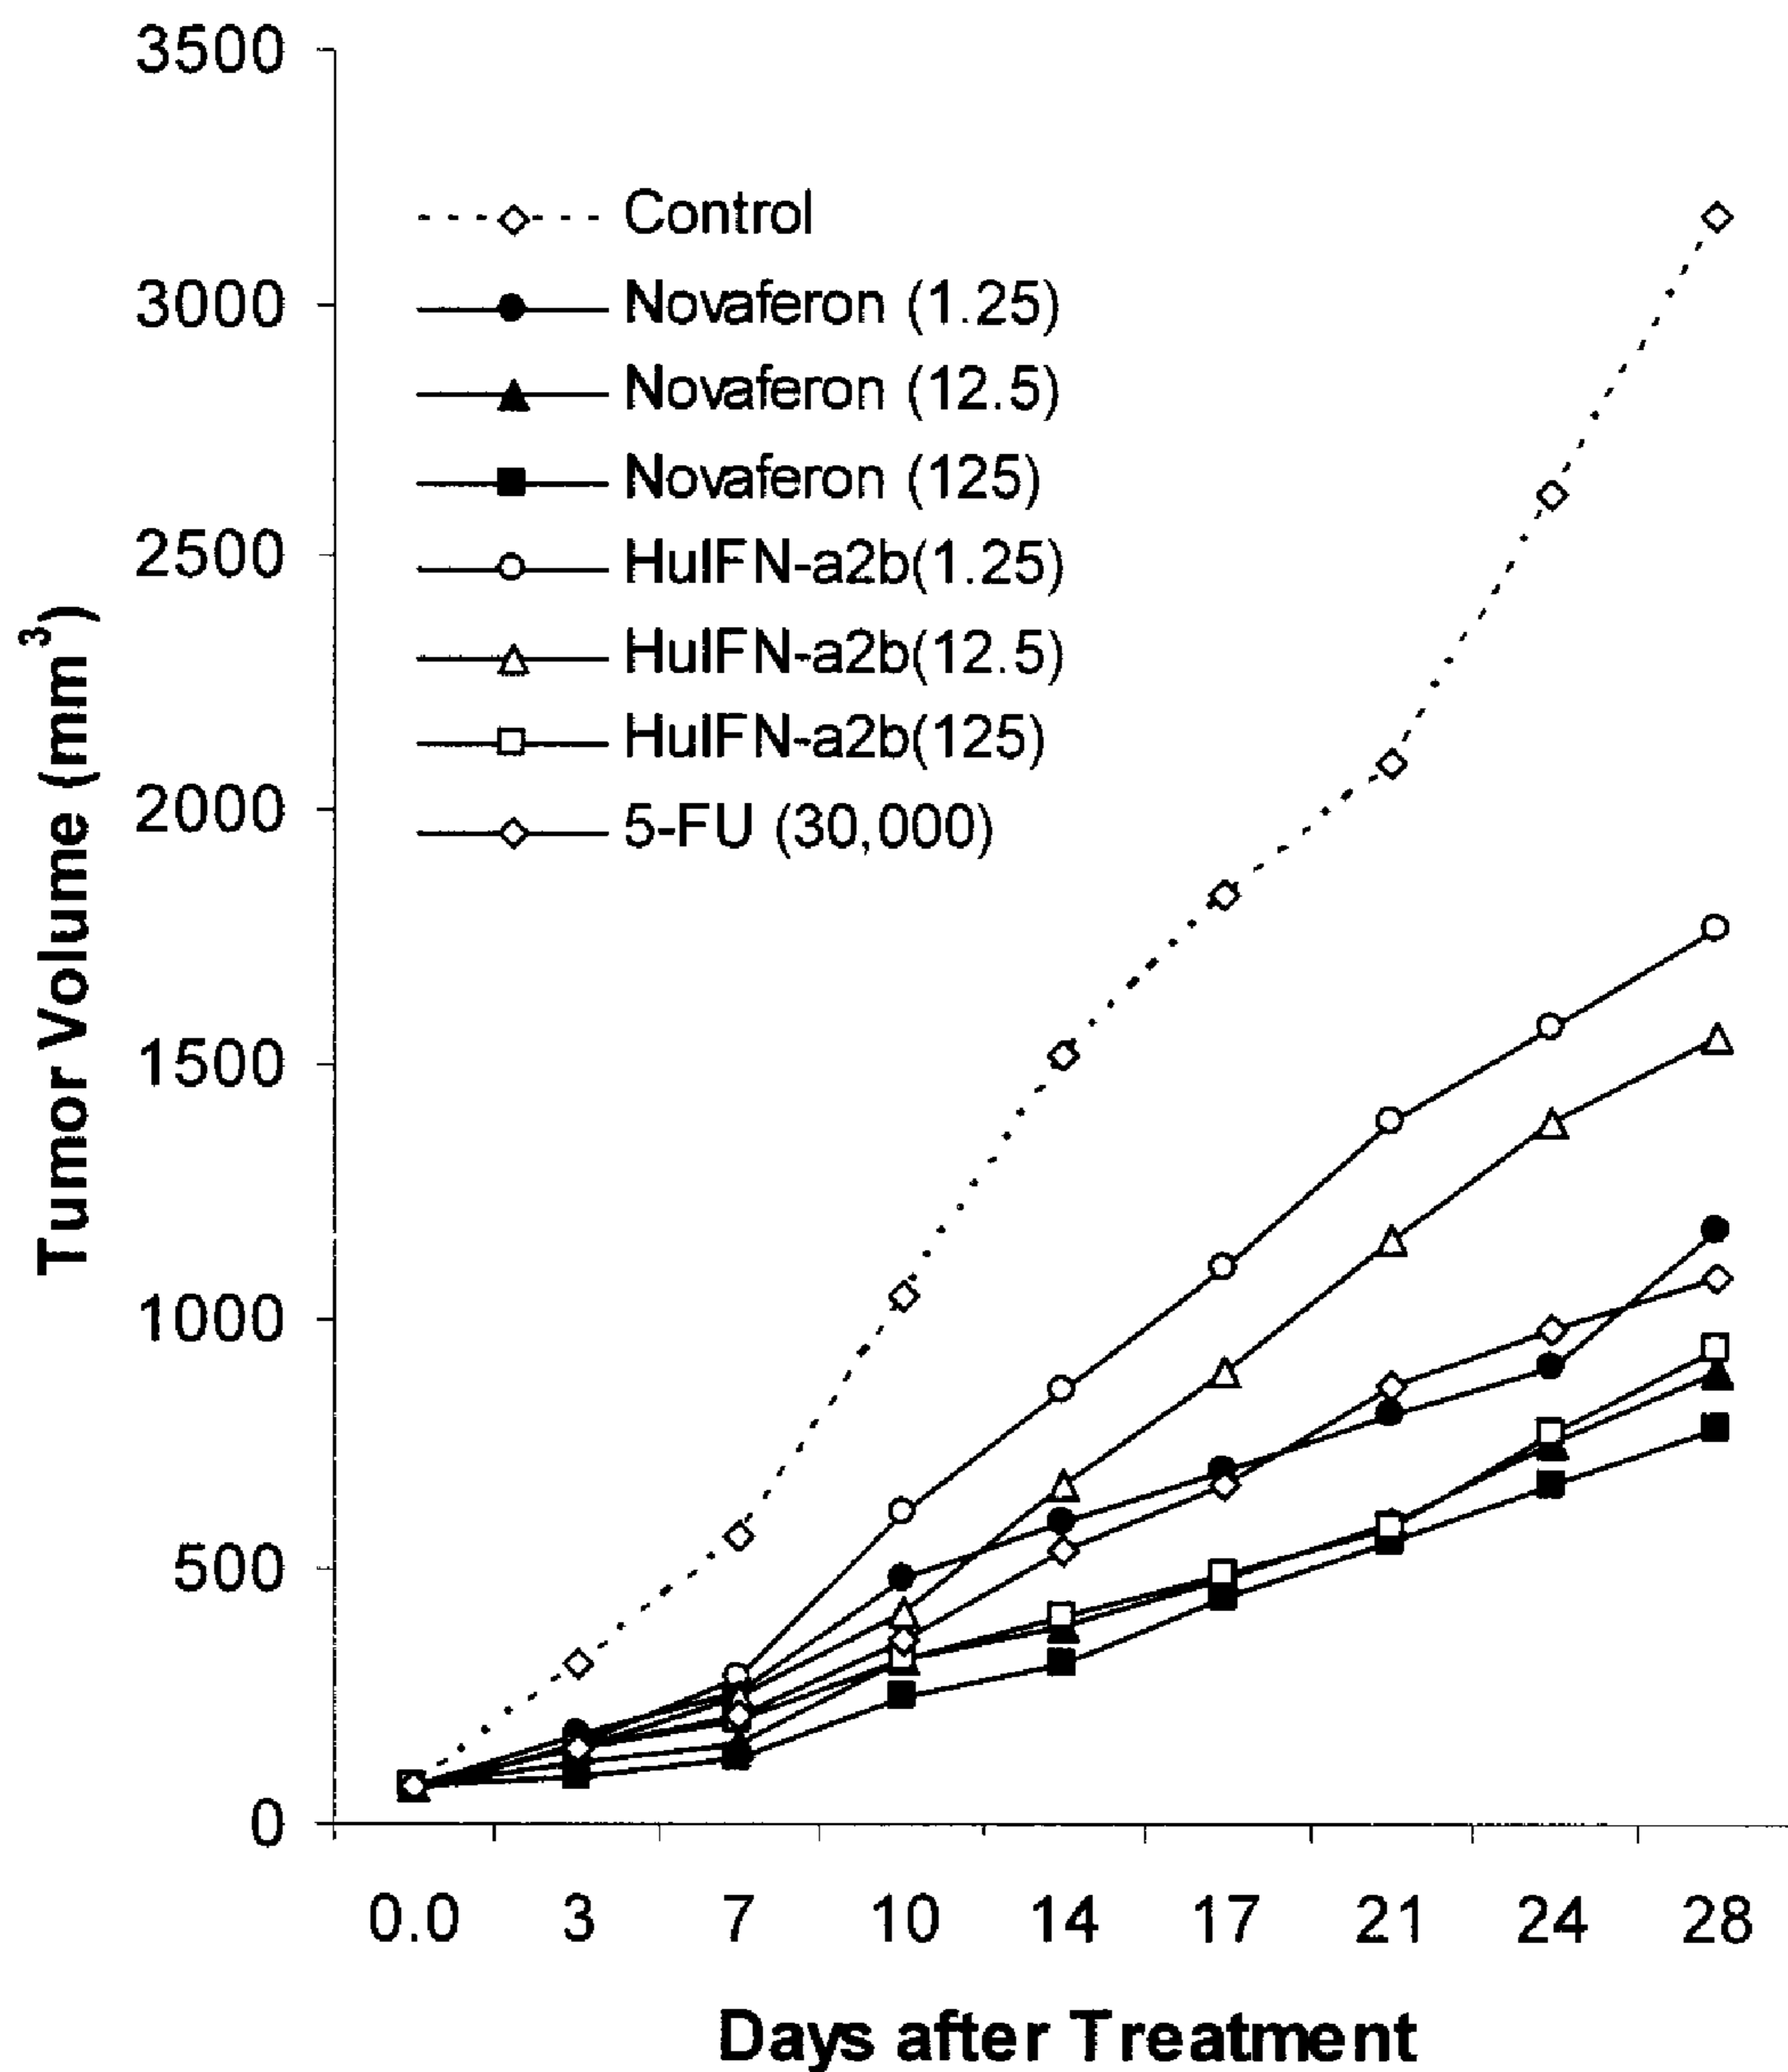 3500
3000
2500
2000
1500
1000
500
0
Tumor Volume (mm³)
Control
Novaferon (1.25)
Novaferon (12.5)
Novaferon (125)
HuIFN-a2b(1.25)
HuIFN-a2b(12.5)
HuIFN-a2b(125)
5-FU (30,000)
0.0 3 7 10 14 17 21 24 28
Days after Treatment